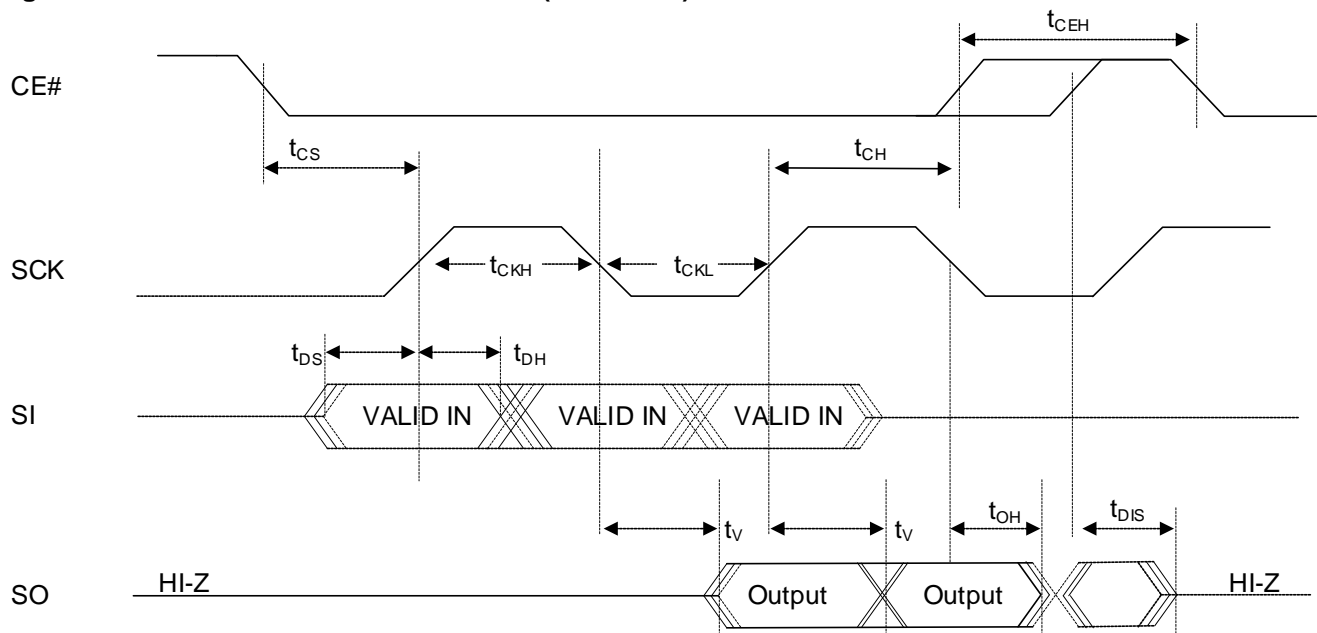 tCEH
CE#
tCS
tCH
SCK
tCKH
tCKL
tDS
tDH
SI
VALID IN
VALID IN
VALID IN
tV
tV
tOH
tDIS
SO
HI-Z
Output
Output
HI-Z